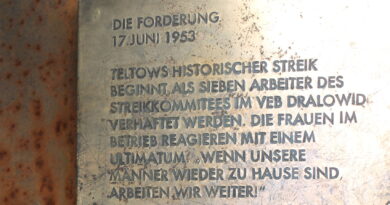 DIE FORDERUNG
17. JUNI 1953
TELTOWS HISTORISCHER STREIK
BEGINNT, ALS SIEBEN ARBEITER DES
STREIKKOMMITEES IM VEB DRALOWID
VERHAFTET WERDEN. DIE FRAUEN IM
BETRIEB REAGIEREN MIT EINEM
ULTIMATUM: „WENN UNSERE
MÄNNER WIEDER ZU HAUSE SIND,
ARBEITEN WIR WEITER!“